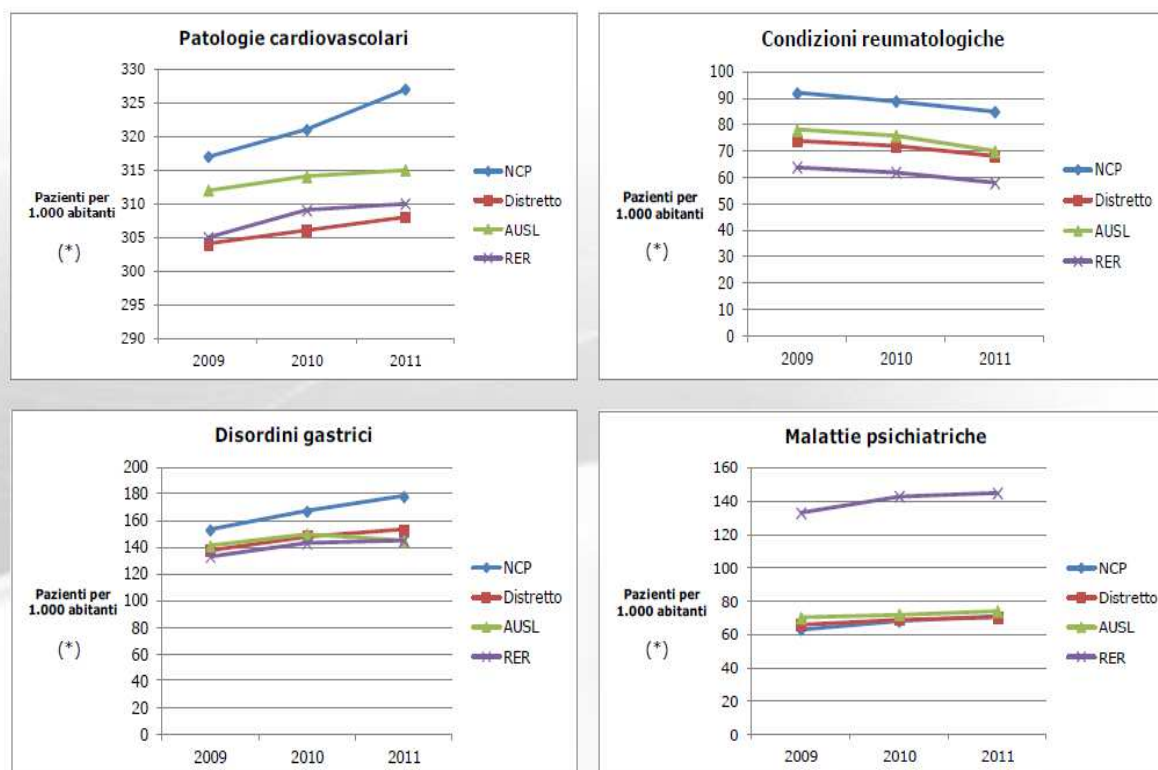 Patologie cardiovascolari
330
325
320
315
310
305
300
295
290
Pazienti per
1.000 abitanti
(*)
2009 2010 2011
NCP
Distretto
AUSL
RER
Condizioni reumatologiche
100
90
80
70
60
50
40
30
20
10
0
Pazienti per
1.000 abitanti
(*)
2009 2010 2011
NCP
Distretto
AUSL
RER
Disordini gastrici
200
180
160
140
120
100
80
60
40
20
0
Pazienti per
1.000 abitanti
(*)
2009 2010 2011
NCP
Distretto
AUSL
RER
Malattie psichiatriche
160
140
120
100
80
60
40
20
0
Pazienti per
1.000 abitanti
(*)
2009 2010 2011
NCP
Distretto
AUSL
RER